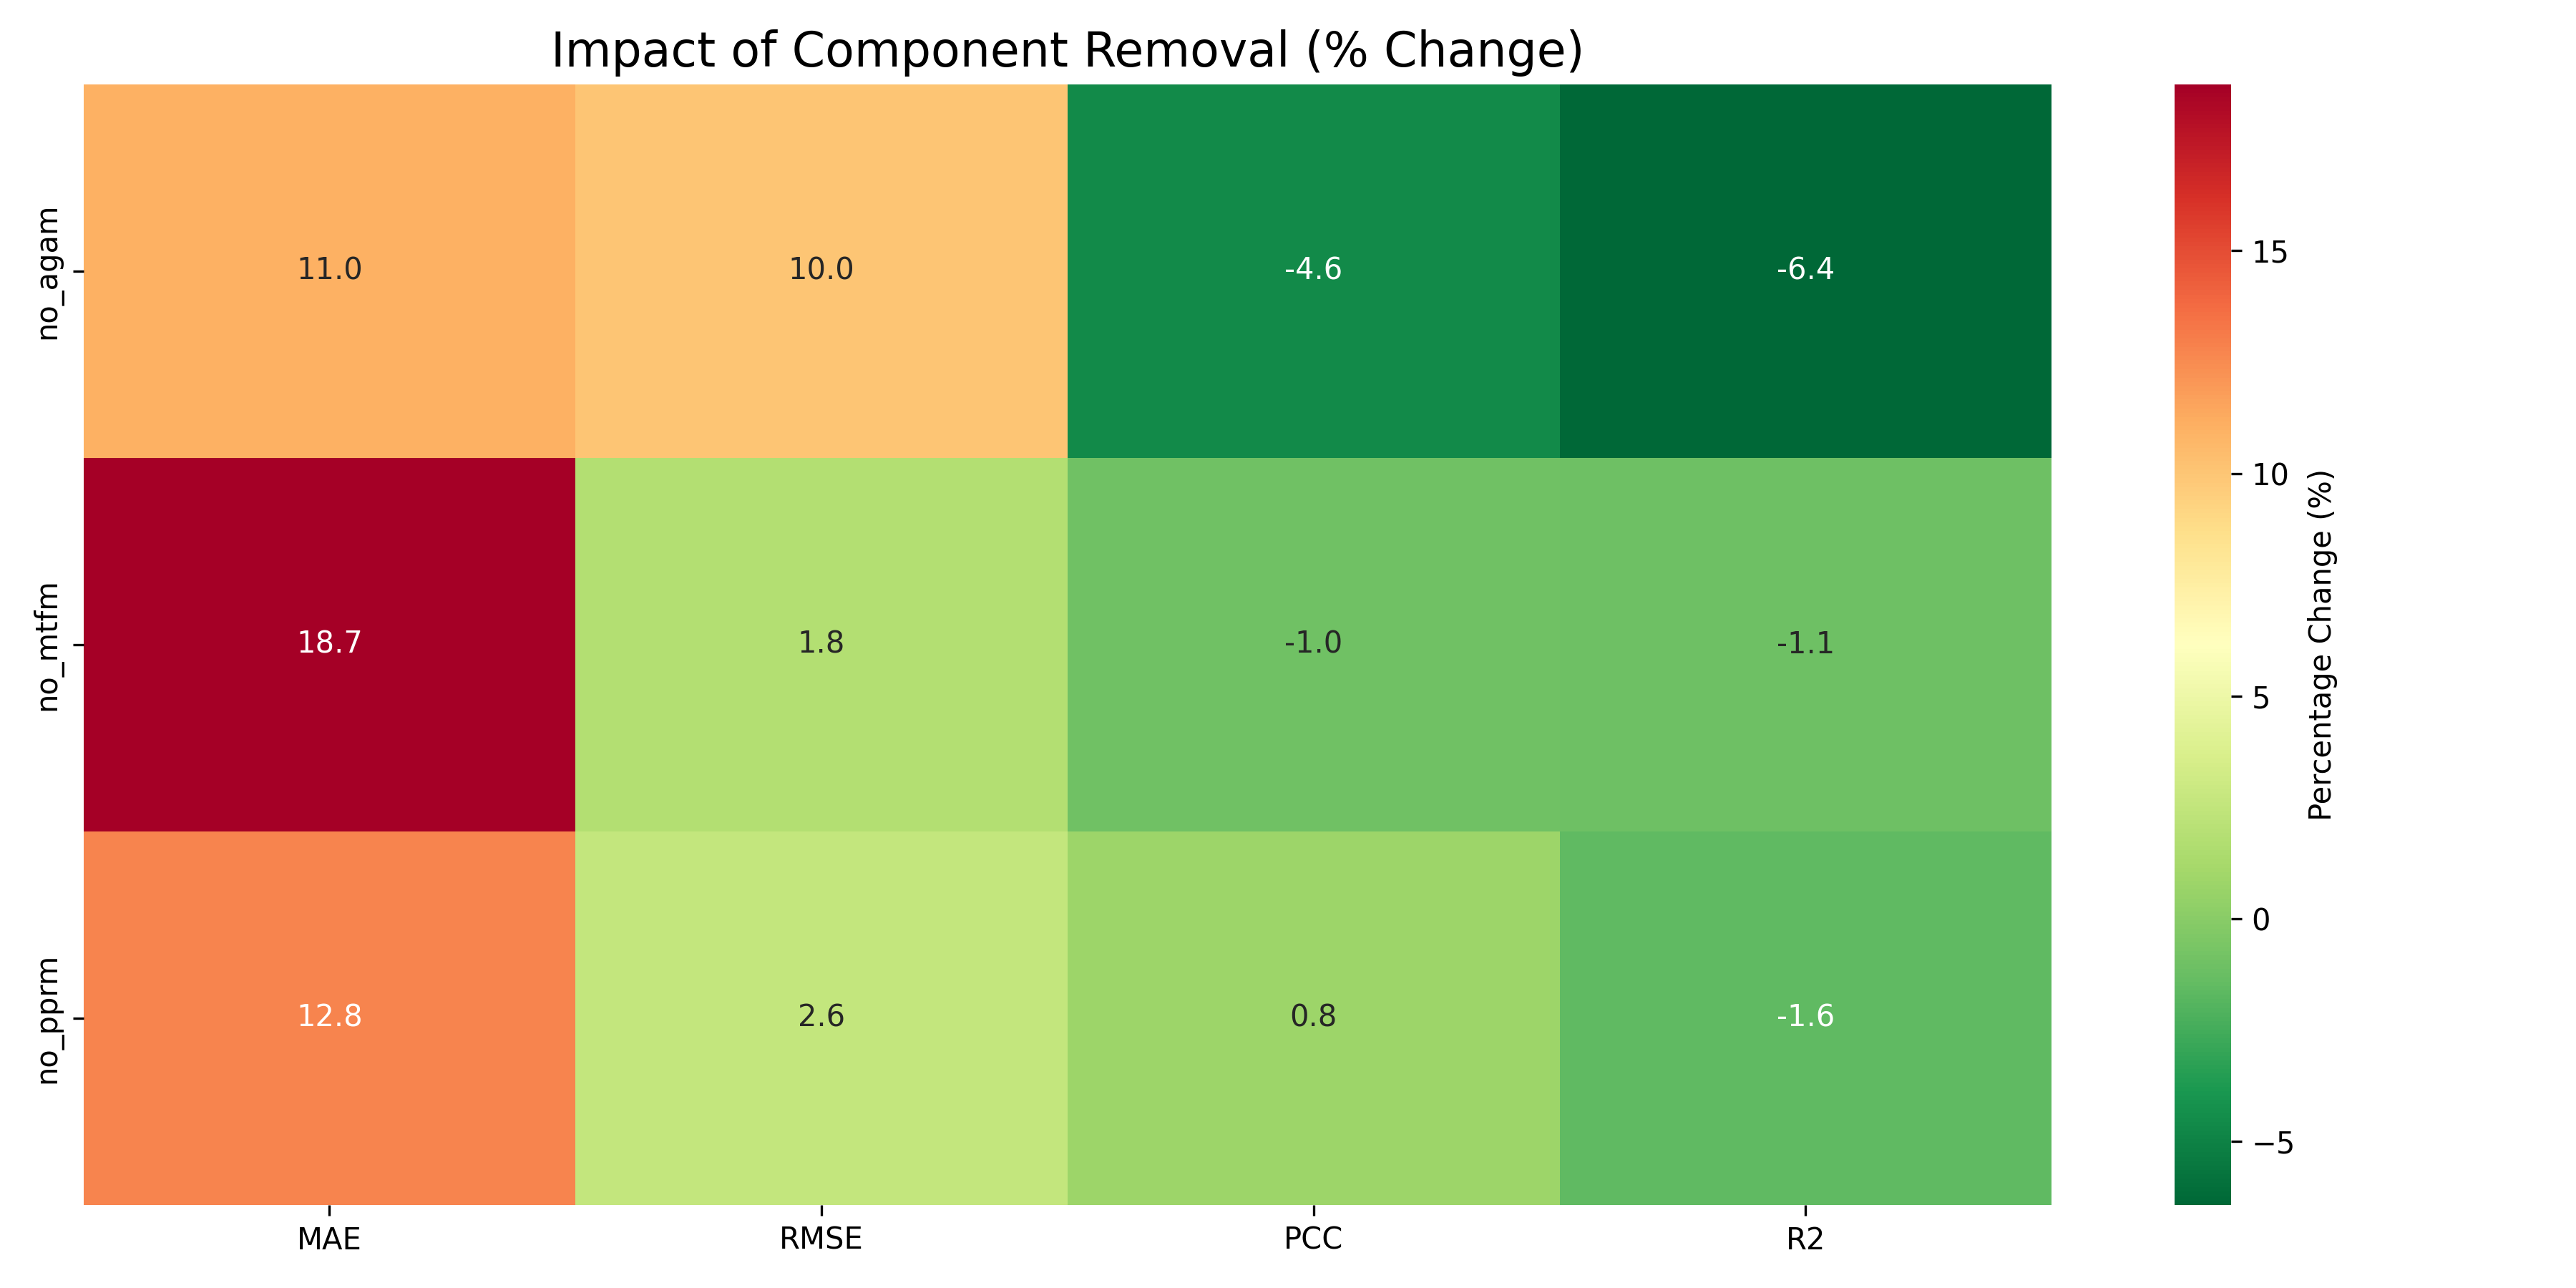 Impact of Component Removal (% Change)
no_agam
11.0 10.0 -4.6 -6.4
no_mtfm
18.7 1.8 -1.0 -1.1
no_pprm
12.8 2.6 0.8 -1.6
MAE RMSE PCC R2
15
10
5
0
−5
Percentage Change (%)